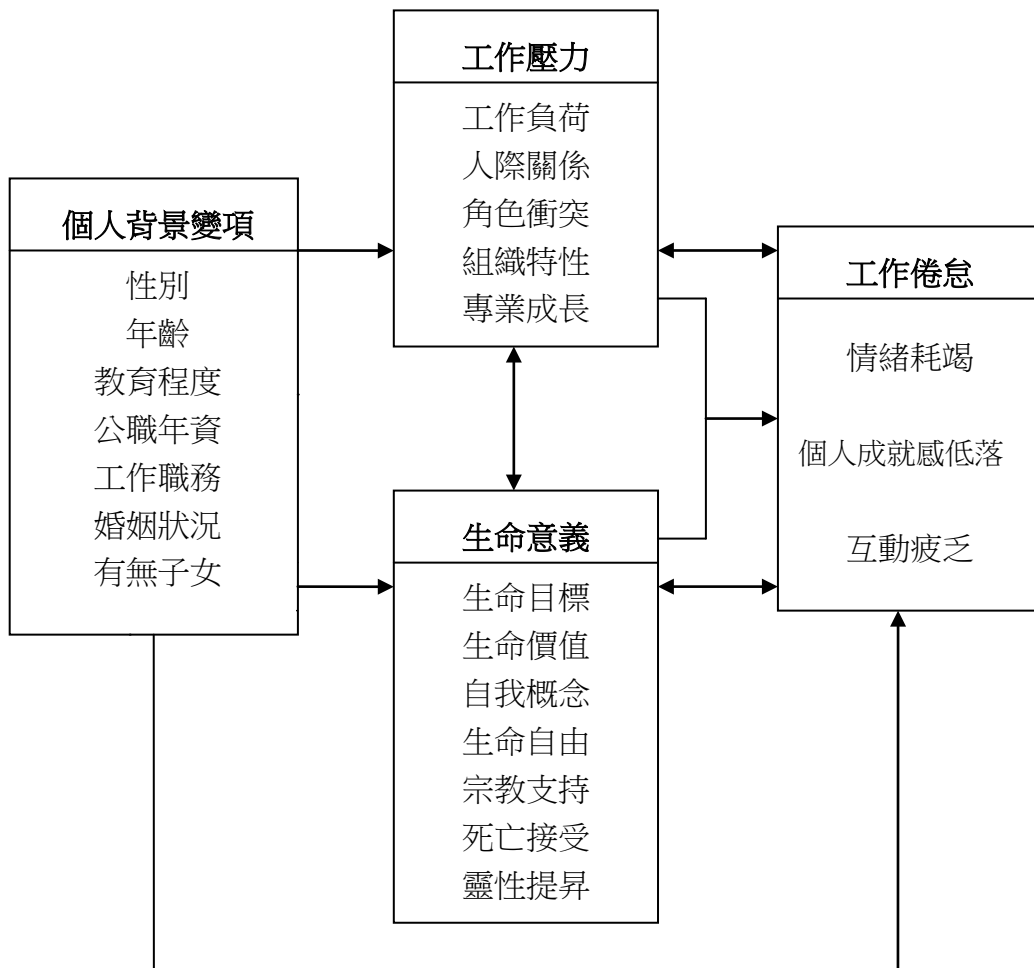 工作壓力
工作負荷
人際關係
角色衝突
組織特性
專業成長
個人背景變項
性別
年齡
教育程度
公職年資
工作職務
婚姻狀況
有無子女
生命意義
生命目標
生命價值
自我概念
生命自由
宗教支持
死亡接受
靈性提昇
工作倦怠
情緒耗竭
個人成就感低落
互動疲乏